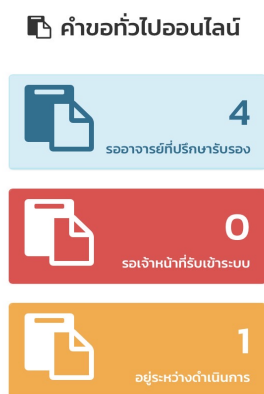 คำขอทั่วไปออนไลน์
4
รออาจารย์ที่ปรึกษารับรอง
0
รอเจ้าหน้าที่รับเข้าระบบ
1
อยู่ระหว่างดำเนินการ